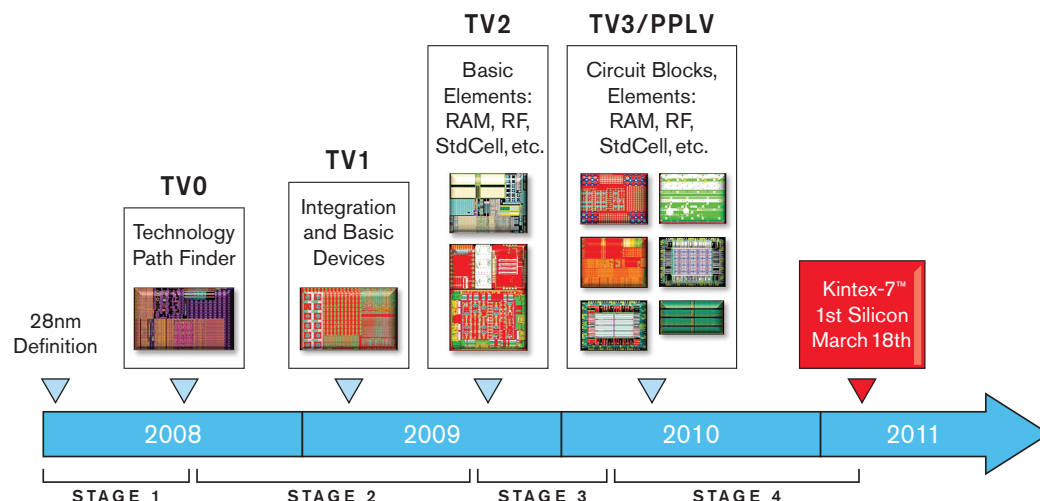 TV2
TV3/PPLV
Basic
Elements:
RAM, RF,
StdCell, etc.
Circuit Blocks,
Elements:
RAM, RF,
StdCell, etc.
TV1
TV0
Integration
and Basic
Devices
Technology
Path Finder
28nm
Definition
Kintex-7™
1st Silicon
March 18th
2008
2009
2010
2011
STAGE 1
STAGE 2
STAGE 3
STAGE 4